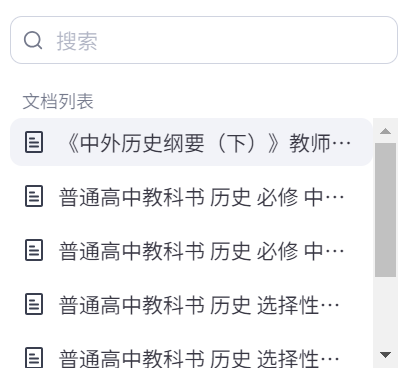 搜索
文档列表
《中外历史纲要（下）》教师…
普通高中教科书 历史 必修 中…
普通高中教科书 历史 必修 中…
普通高中教科书 历史 选择性…
普通高中教科书 历史 选择性…